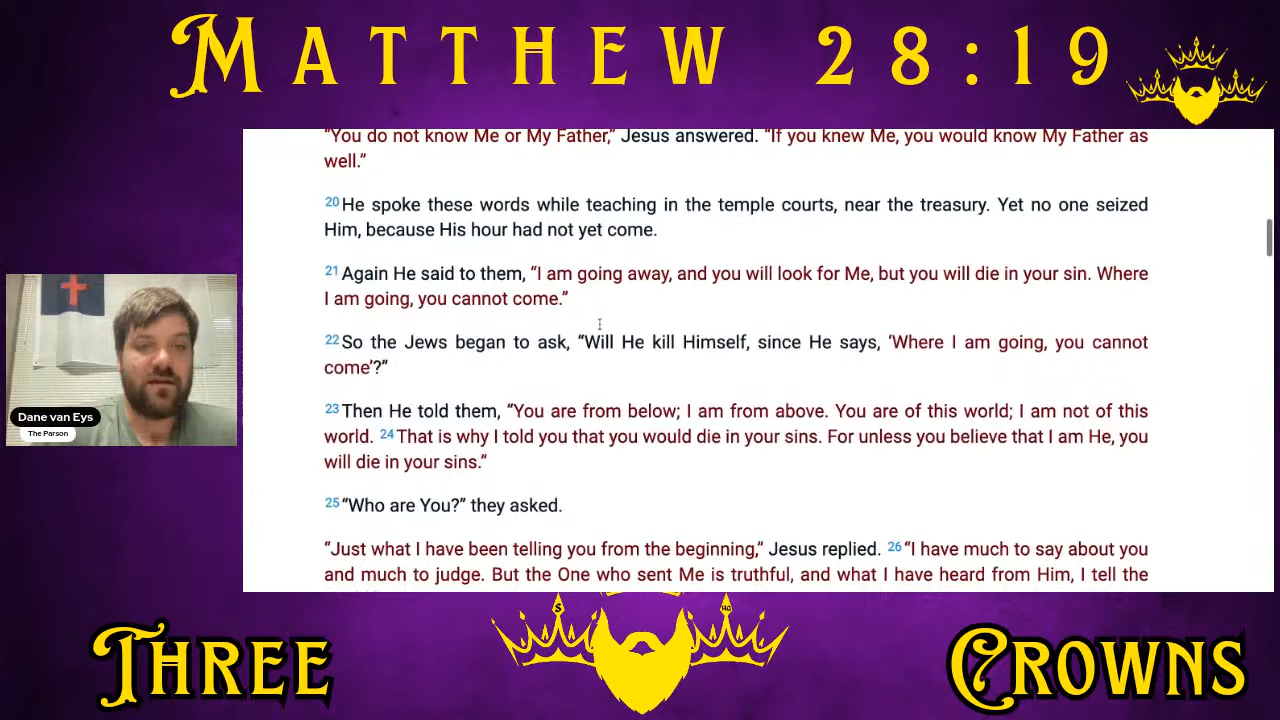 MATTHEW 28:19
“You do not know Me or My Father,” Jesus answered. “If you knew Me, you would know My Father as
well.”
20 He spoke these words while teaching in the temple courts, near the treasury. Yet no one seized
Him, because His hour had not yet come.
21 Again He said to them, “I am going away, and you will look for Me, but you will die in your sin. Where
I am going, you cannot come.”
22 So the Jews began to ask, “Will He kill Himself, since He says, ‘Where I am going, you cannot
come’?”
23 Then He told them, “You are from below; I am from above. You are of this world; I am not of this
world. 24 That is why I told you that you would die in your sins. For unless you believe that I am He, you
will die in your sins.”
25 “Who are You?” they asked.
“Just what I have been telling you from the beginning,” Jesus replied. 26 “I have much to say about you
and much to judge. But the One who sent Me is truthful, and what I have heard from Him, I tell the
Dane van Eys
The Parson
S
HG
THREE
CROWNS